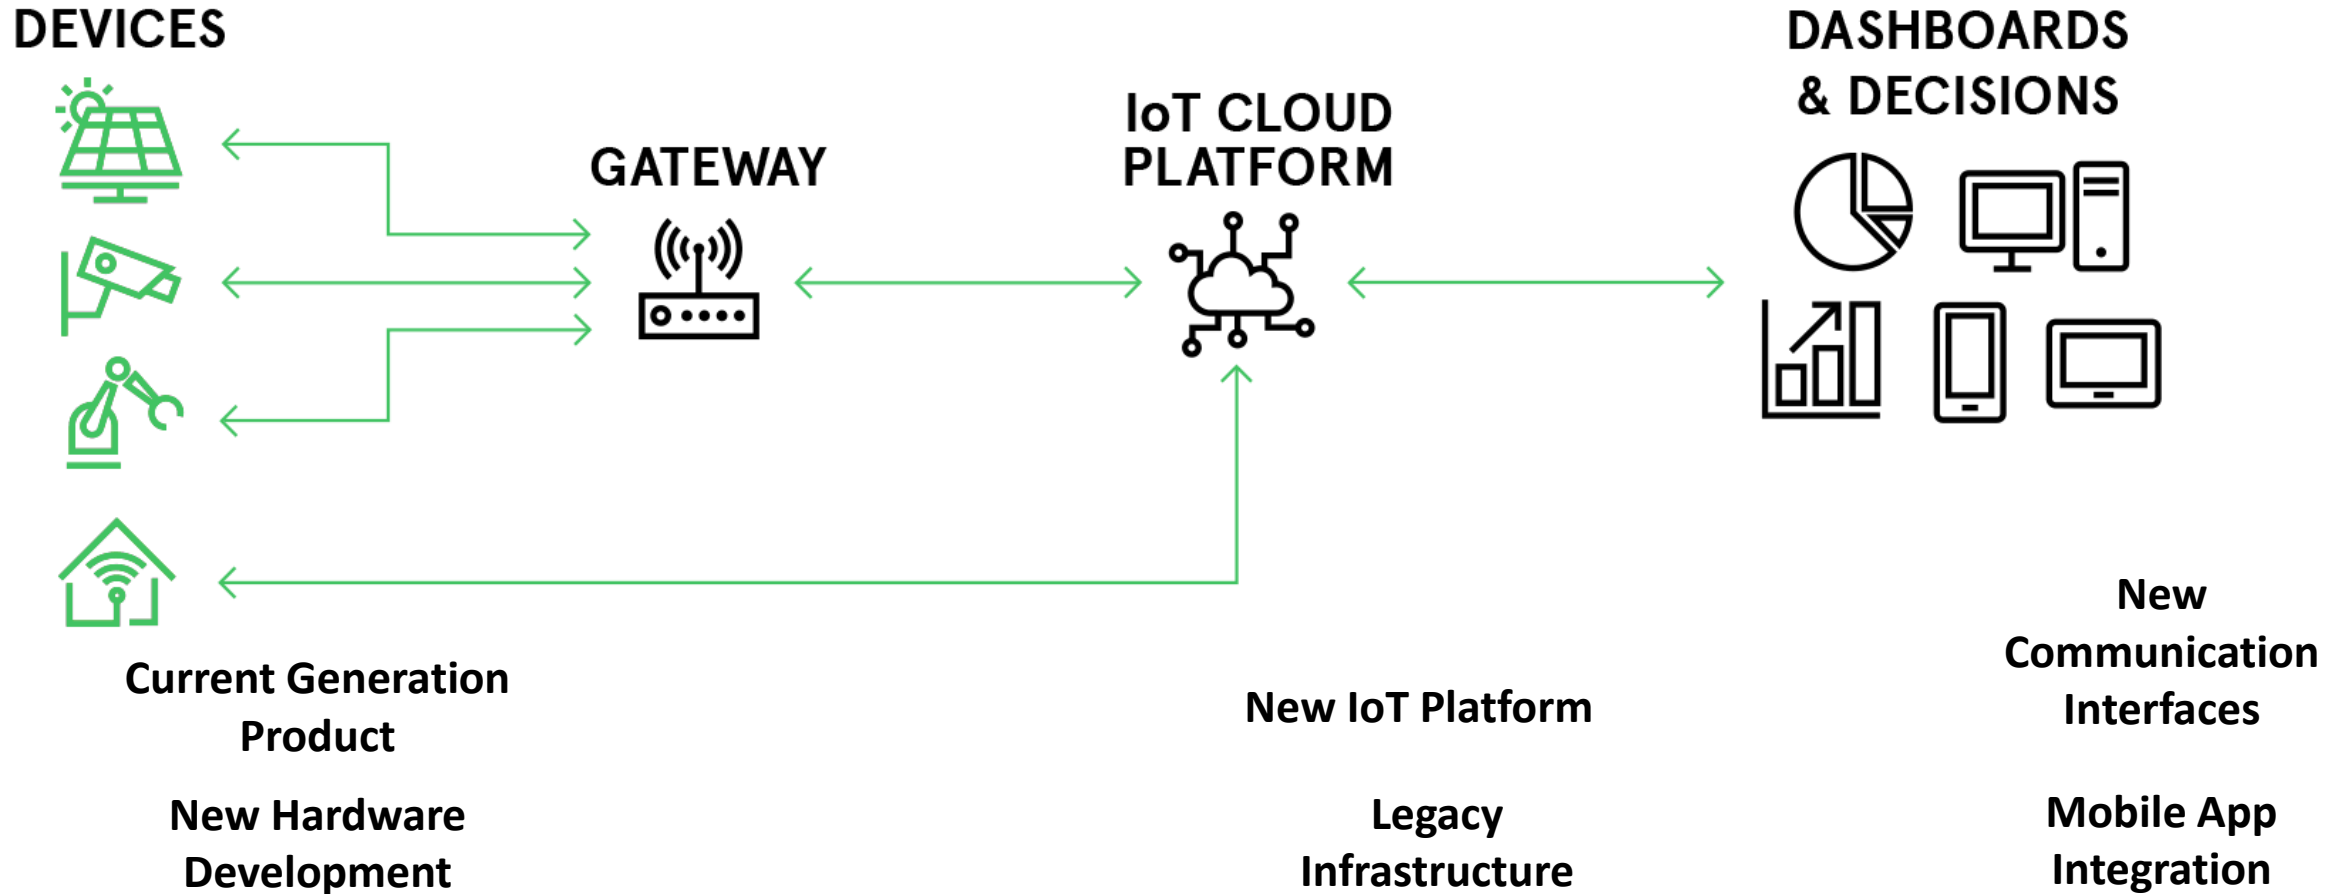 DEVICES
GATEWAY
IoT CLOUD
PLATFORM
DASHBOARDS
& DECISIONS
Current Generation
Product
New Hardware
Development
New IoT Platform
Legacy
Infrastructure
New
Communication
Interfaces
Mobile App
Integration